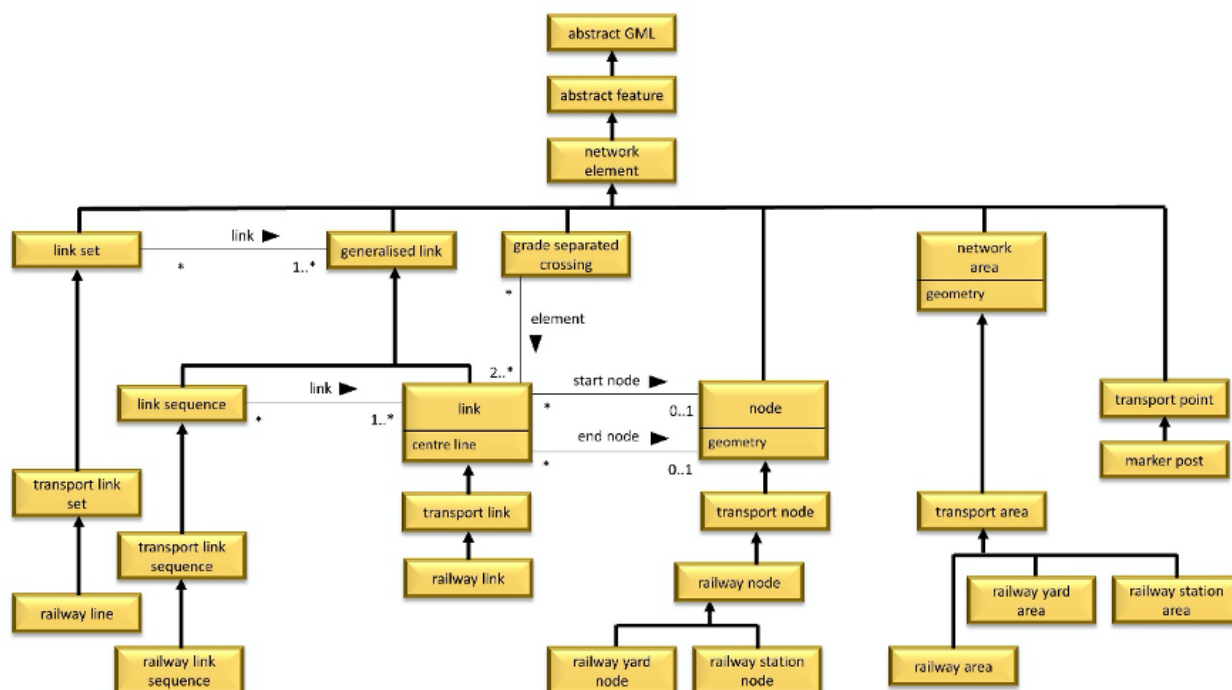 abstract GML
abstract feature
network
element
link set
link ►
*
1..*
generalised link
grade separated
crossing
*
element
▼
2..*
network
area
geometry
link sequence
link ►
*
1..*
link
centre line
start node ►
*
0..1
end node ►
*
0..1
node
geometry
transport point
marker post
transport link
set
transport link
sequence
transport link
transport node
transport area
railway line
railway link
sequence
railway link
railway node
railway yard
node
railway station
node
railway yard
area
railway station
area
railway area